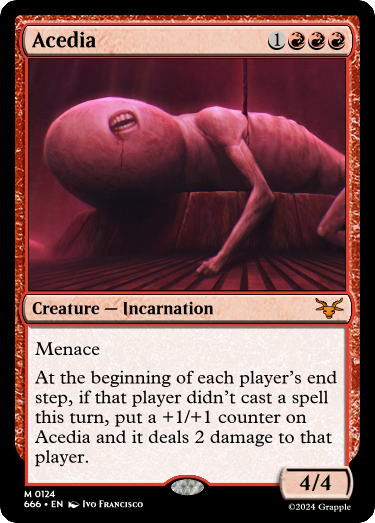 Acedia 1
Creature — Incarnation
Menace
At the beginning of each player's end
step, if that player didn't cast a spell
this turn, put a +1/+1 counter on
Acedia and it deals 2 damage to that
player.
4/4
M 0124
666 • EN Ivo Francisco
©2024 Grapple